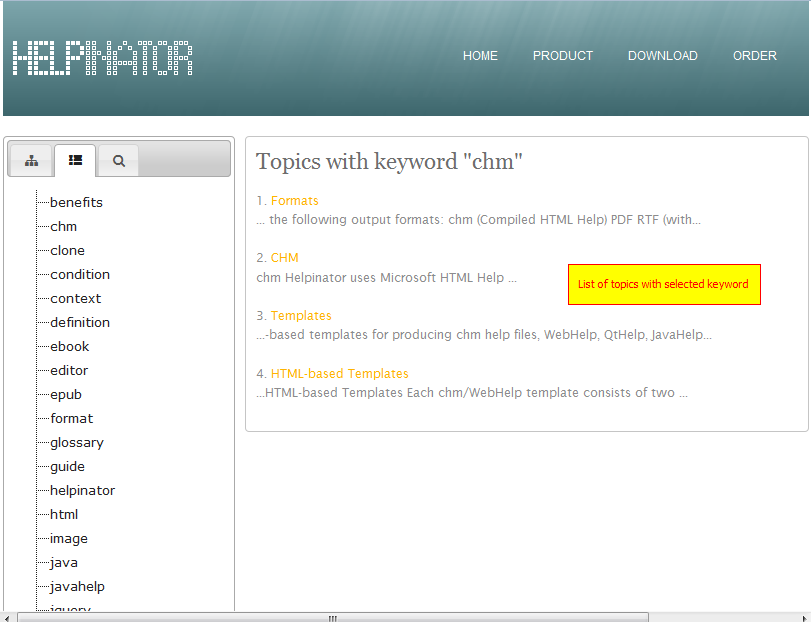 HELPINATOR
HOME PRODUCT DOWNLOAD ORDER
benefits
chm
clone
condition
context
definition
ebook
editor
epub
format
glossary
guide
helpinator
html
image
java
javahelp
jquery
Topics with keyword "chm"
1. Formats
... the following output formats: chm (Compiled HTML Help) PDF RTF (with...
2. CHM
chm Helpinator uses Microsoft HTML Help ...
3. Templates
...-based templates for producing chm help files, WebHelp, QtHelp, JavaHelp...
4. HTML-based Templates
...HTML-based Templates Each chm/WebHelp template consists of two ...
List of topics with selected keyword